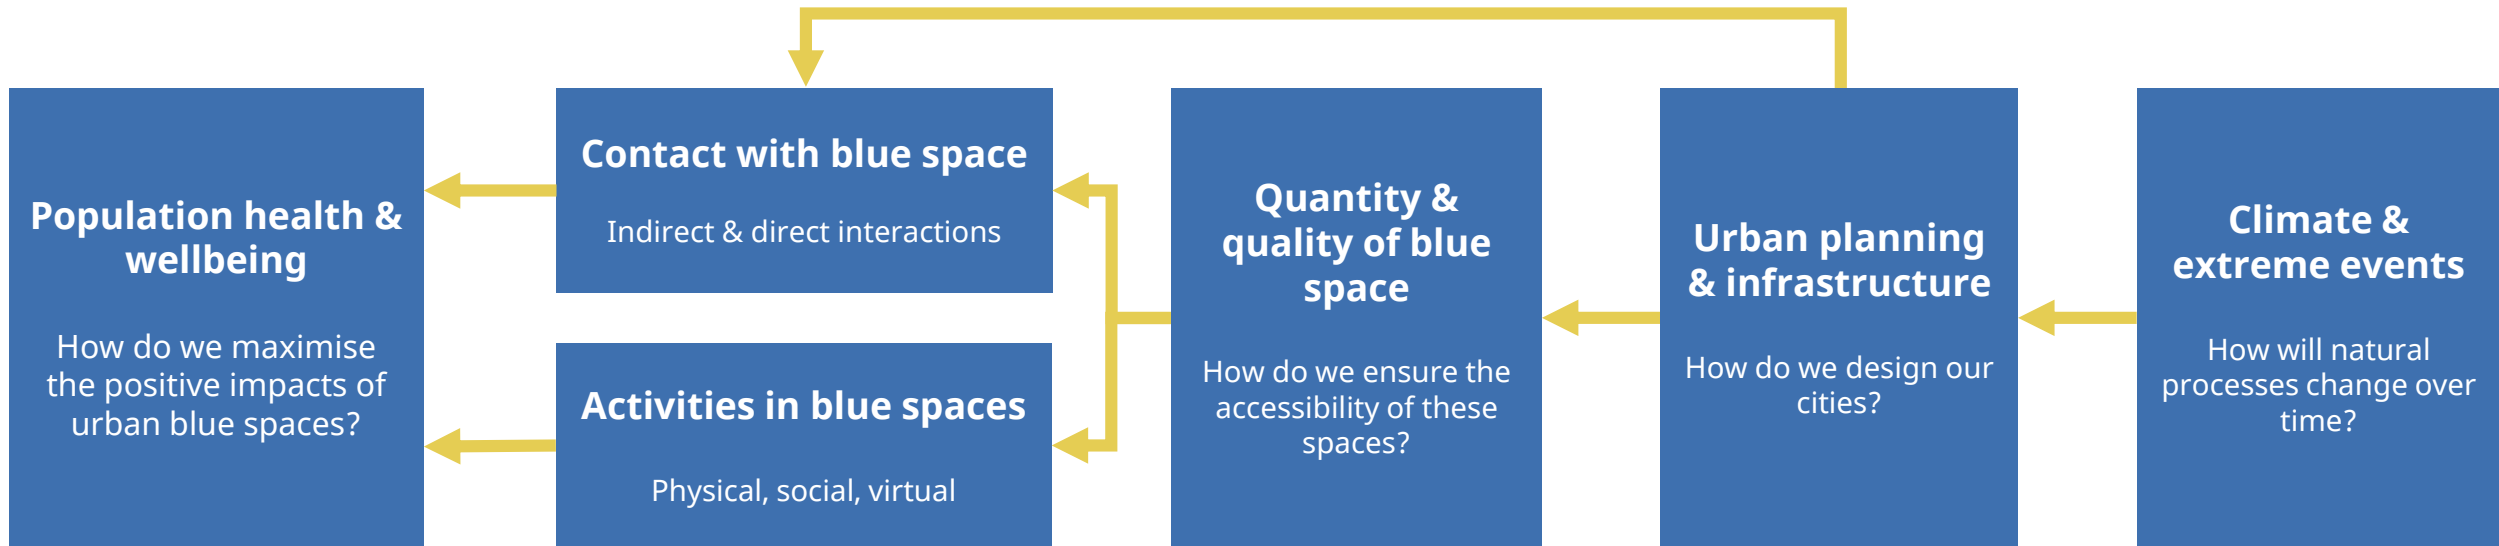 Population health &
wellbeing
How do we maximise
the positive impacts of
urban blue spaces?
Contact with blue space
Indirect & direct interactions
Activities in blue spaces
Physical, social, virtual
Quantity &
quality of blue
space
How do we ensure the
accessibility of these
spaces?
Urban planning
& infrastructure
How do we design our
cities?
Climate &
extreme events
How will natural
processes change over
time?